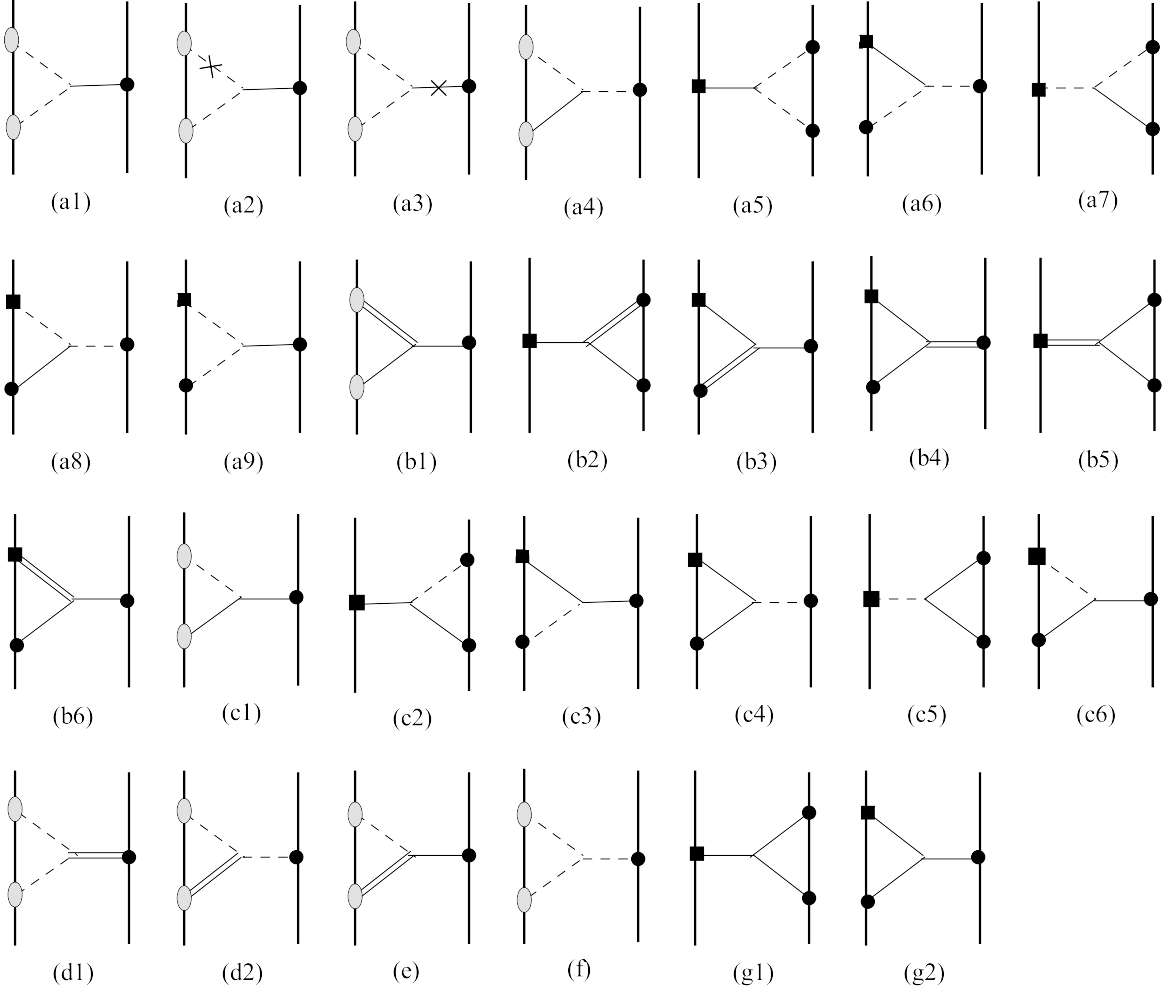 (a1) (a2) (a3) (a4) (a5) (a6) (a7)
(a8) (a9) (b1) (b2) (b3) (b4) (b5)
(b6) (c1) (c2) (c3) (c4) (c5) (c6)
(d1) (d2) (e) (f) (g1) (g2)